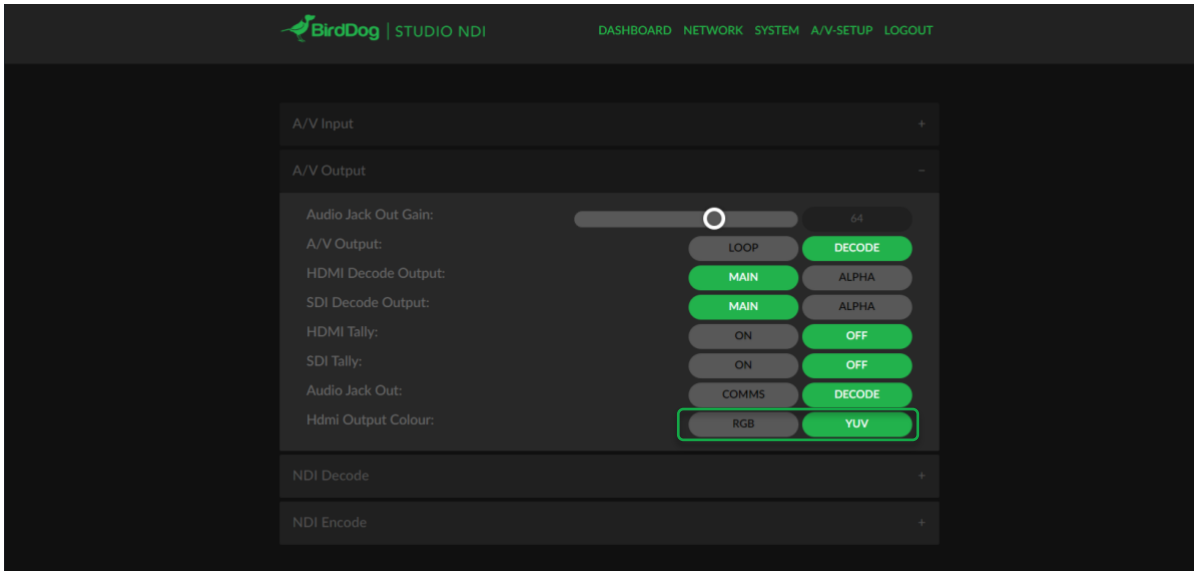 BirdDog | STUDIO NDI DASHBOARD NETWORK SYSTEM A/V-SETUP LOGOUT
A/V Input +
A/V Output -
Audio Jack Out Gain: 64
A/V Output: LOOP DECODE
HDMI Decode Output: MAIN ALPHA
SDI Decode Output: MAIN ALPHA
HDMI Tally: ON OFF
SDI Tally: ON OFF
Audio Jack Out: COMMS DECODE
Hdmi Output Colour: RGB YUV
NDI Decode +
NDI Encode +